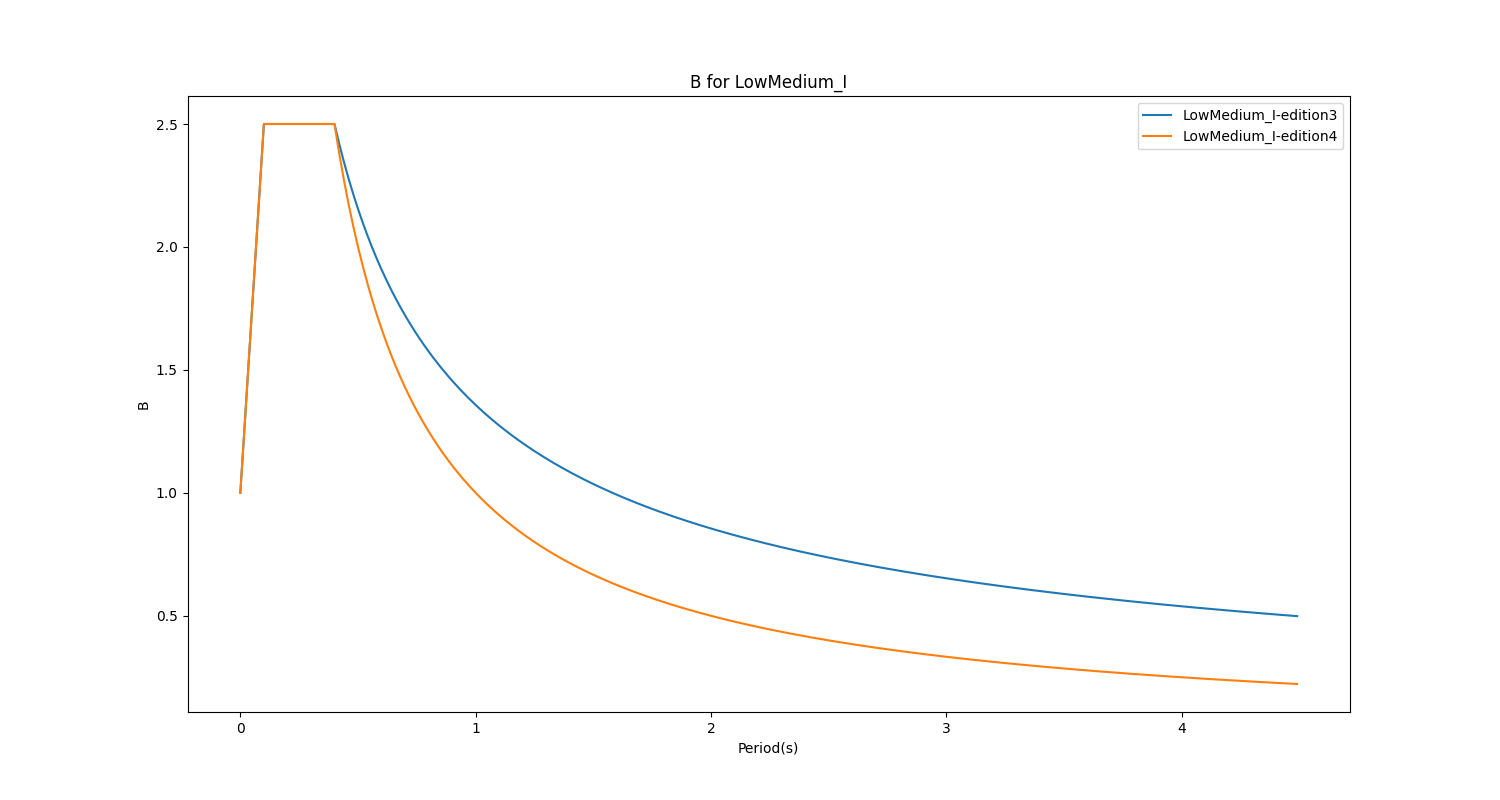 B for LowMedium_I
LowMedium_I-edition3
LowMedium_I-edition4
2.5
2.0
1.5
1.0
0.5
B
0 1 2 3 4
Period(s)